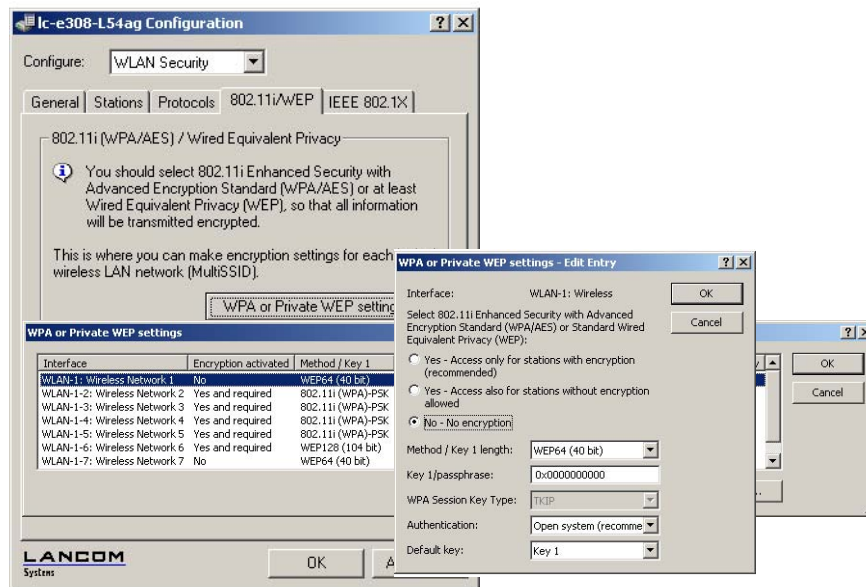 lc-e308-L54ag Configuration
Configure: WLAN Security
General Stations Protocols 802.11i/WEP IEEE 802.1X
802.11i (WPA/AES) / Wired Equivalent Privacy
You should select 802.11i Enhanced Security with
Advanced Encryption Standard (WPA/AES) or at least
Wired Equivalent Privacy (WEP), so that all information
will be transmitted encrypted.
This is where you can make encryption settings for each
wireless LAN network (MultiSSID).
WPA or Private WEP
WPA or Private WEP settings
Interface Encryption activated Method / Key 1
WLAN-1: Wireless Network 1 No WEP64 (40 bit)
WLAN-1-2: Wireless Network 2 Yes and required 802.11i (WPA)-PSK
WLAN-1-3: Wireless Network 3 Yes and required 802.11i (WPA)-PSK
WLAN-1-4: Wireless Network 4 Yes and required 802.11i (WPA)-PSK
WLAN-1-5: Wireless Network 5 Yes and required 802.11i (WPA)-PSK
WLAN-1-6: Wireless Network 6 Yes and required WEP128 (104 bit)
WLAN-1-7: Wireless Network 7 No WEP64 (40 bit)
OK
Cancel
LANCOM
Systems
OK
WPA or Private WEP settings - Edit Entry
Interface: WLAN-1: Wireless
OK
Cancel
Select 802.11i Enhanced Security with Advanced
Encryption Standard (WPA/AES) or Standard Wired
Equivalent Privacy (WEP):
Yes - Access only for stations with encryption
(recommended)
Yes - Access also for stations without encryption
allowed
No - No encryption
Method / Key 1 length: WEP64 (40 bit)
Key 1/passphrase: 0x0000000000
WPA Session Key Type: TKIP
Authentication: Open system (recomme
Default key: Key 1